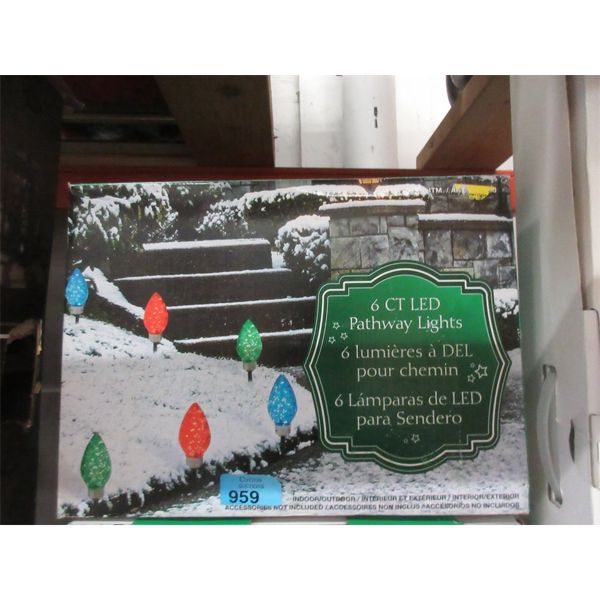 ITM. / A
6 CT LED
Pathway Lights
6 lumières à DEL
pour chemin
6 Lámparas de LED
para Sendero
959
INDOOR/OUTDOOR / INTÉRIEUR ET EXTÉRIEUR / INTERIOR/EXTERIOR
ACCESSORIES NOT INCLUDED / ACCESSOIRES NON INCLUS / ACCESORIOS NO INCLUIDOS